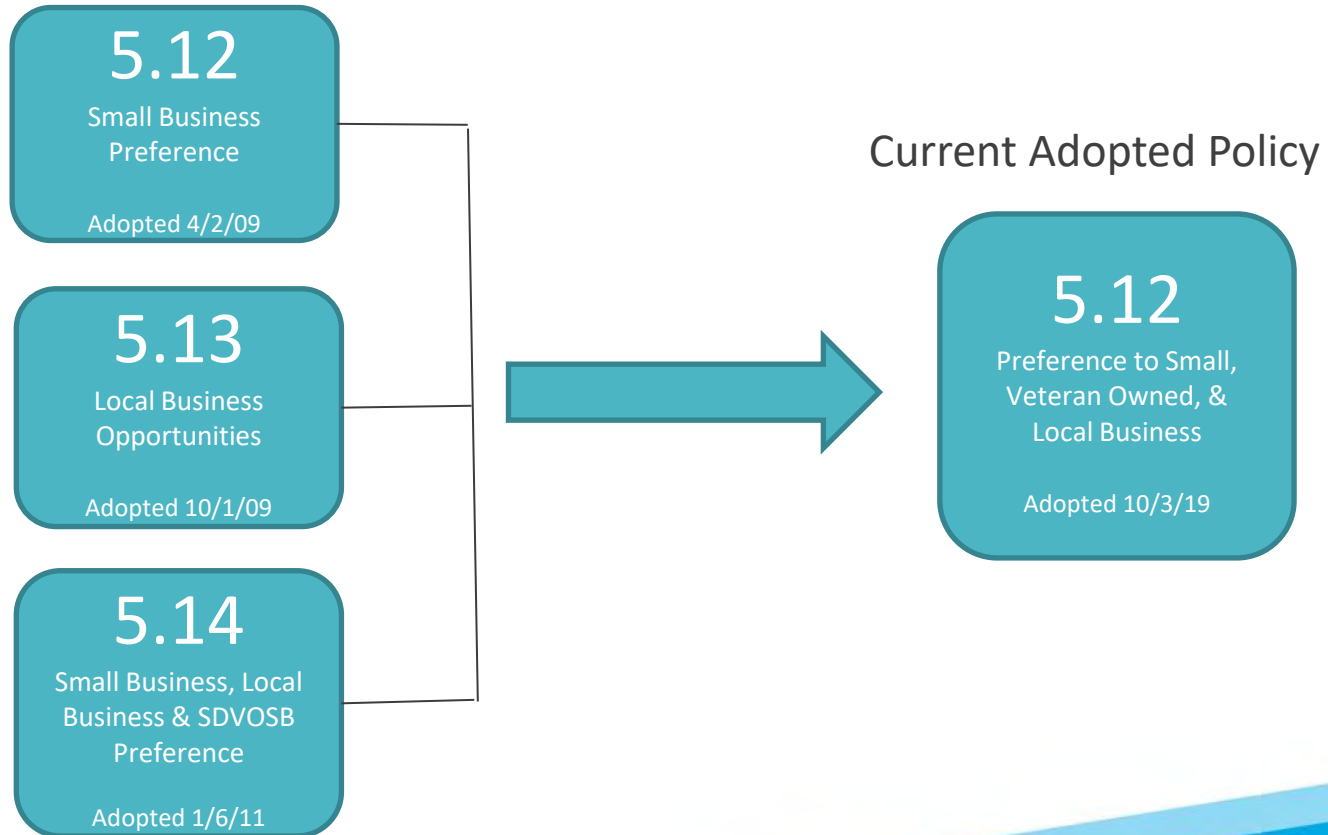 5.12
Small Business
Preference
Adopted 4/2/09
5.13
Local Business
Opportunities
Adopted 10/1/09
5.14
Small Business, Local
Business & SDVOSB
Preference
Adopted 1/6/11
Current Adopted Policy
5.12
Preference to Small,
Veteran Owned, &
Local Business
Adopted 10/3/19